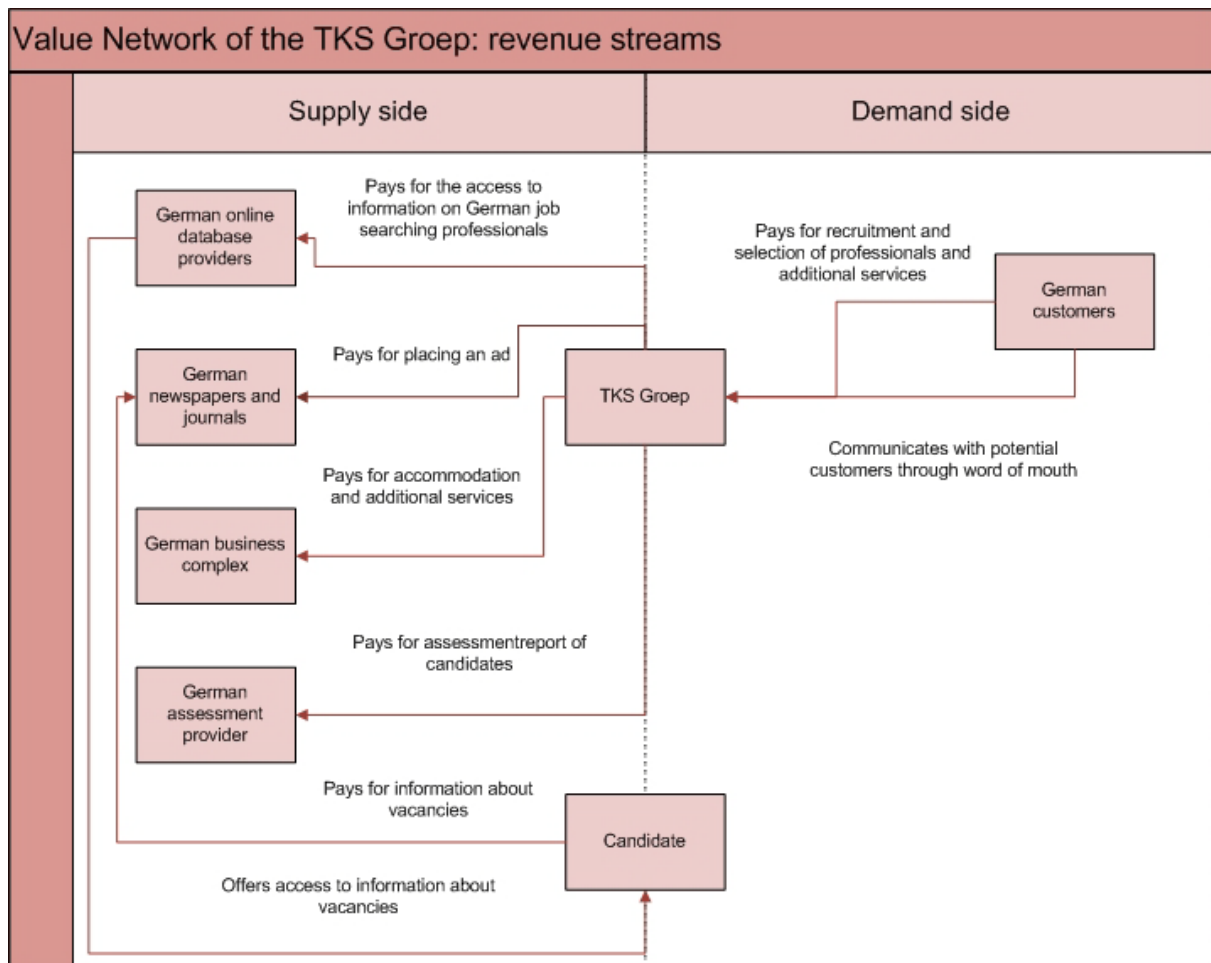 Value Network of the TKS Groep: revenue streams
Supply side
Demand side
Pays for the access to
information on German job
searching professionals
German online
database
providers
Pays for recruitment and
selection of professionals and
additional services
German
customers
Pays for placing an ad
German
newspapers and
journals
TKS Groep
Communicates with potential
customers through word of mouth
Pays for accommodation
and additional services
German business
complex
Pays for assessmentreport of
candidates
German
assessment
provider
Pays for information about
vacancies
Candidate
Offers access to information about
vacancies